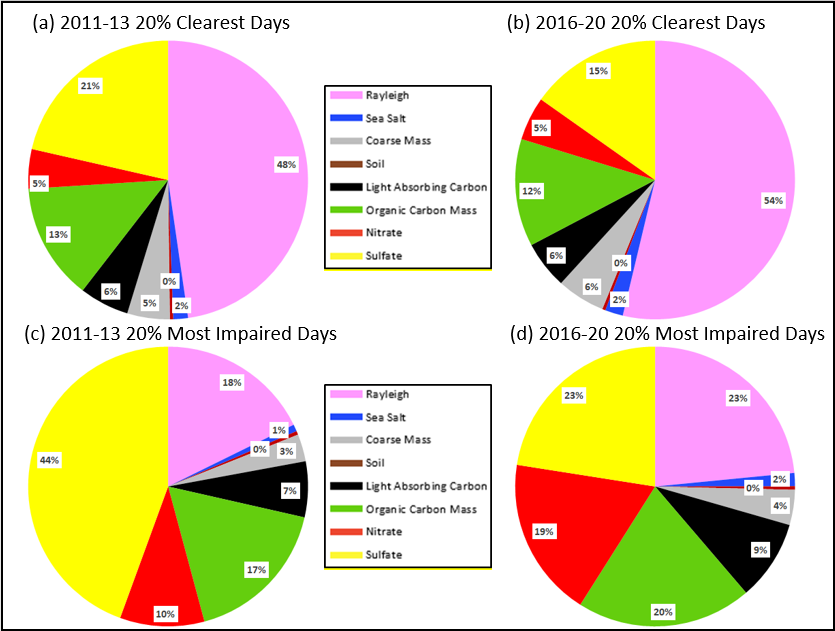 (a) 2011-13 20% Clearest Days
(b) 2016-20 20% Clearest Days
21%
48%
5%
13%
6%
5%
0%
2%
Rayleigh
Sea Salt
Coarse Mass
Soil
Light Absorbing Carbon
Organic Carbon Mass
Nitrate
Sulfate
15%
5%
12%
54%
6%
0%
6%
2%
(c) 2011-13 20% Most Impaired Days
(d) 2016-20 20% Most Impaired Days
18%
1%
0%
3%
44%
7%
17%
10%
Rayleigh
Sea Salt
Coarse Mass
Soil
Light Absorbing Carbon
Organic Carbon Mass
Nitrate
Sulfate
23%
23%
2%
0%
4%
19%
9%
20%